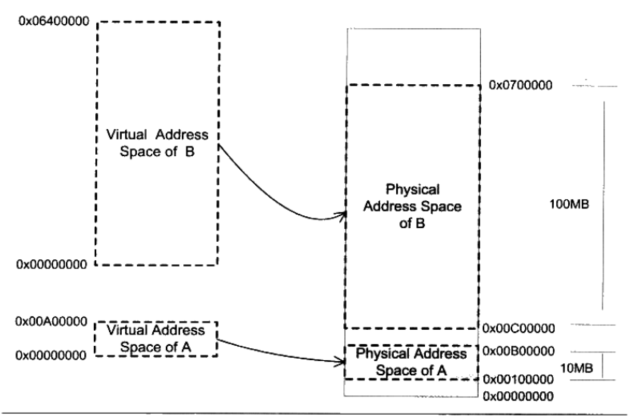 0x06400000
0x0700000
Virtual Address
Space of B
Physical
Address Space
of B
100MB
0x00000000
0x00A00000
Virtual Address
Space of A
0x00000000
0x00C00000
0x00B00000
Physical Address
Space of A
10MB
0x00100000
0x00000000